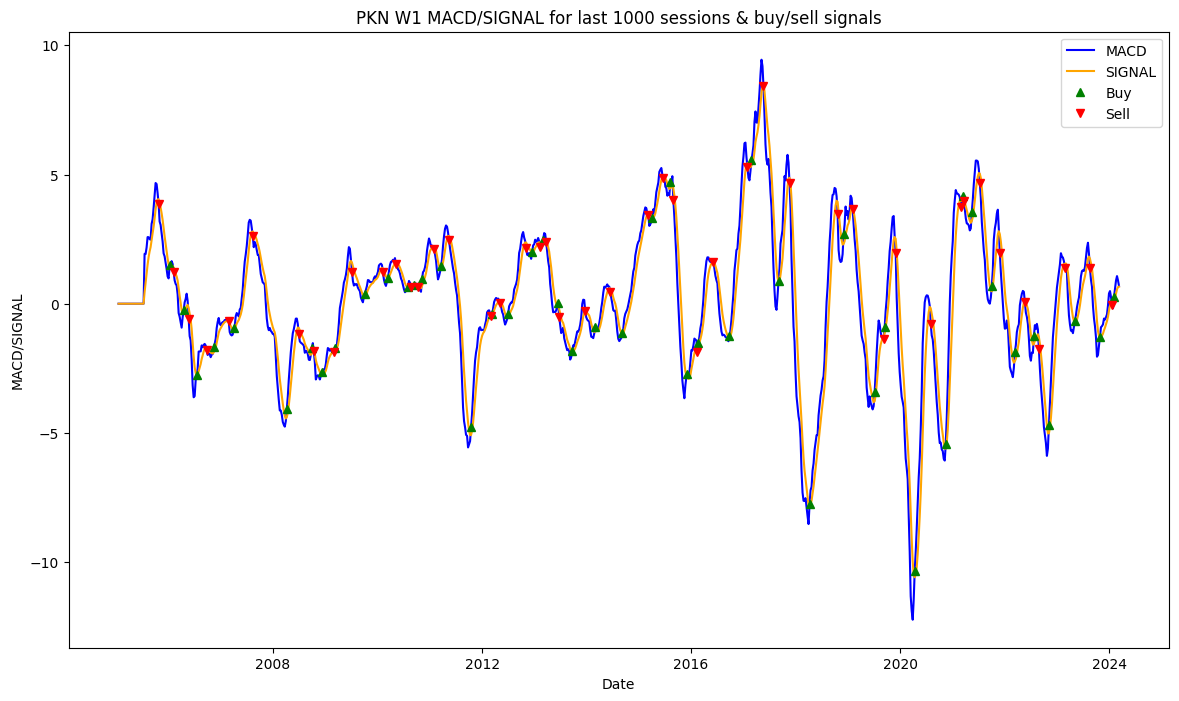 PKN W1 MACD/SIGNAL for last 1000 sessions & buy/sell signals
MACD
SIGNAL
Buy
Sell
10
5
0
−5
−10
MACD/SIGNAL
2008
2012
2016
2020
2024
Date